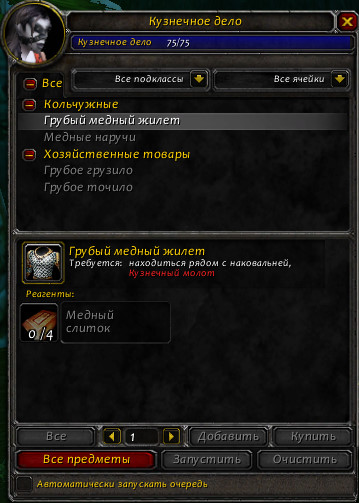 Кузнечное дело
Кузнечное дело 75/75
Все Все подклассы Все ячейки
Кольчужные
Грубый медный жилет
Медные наручи
Хозяйственные товары
Грубое грузило
Грубое точило
Грубый медный жилет
Требуется: находиться рядом с наковальней,
Кузнечный молот
Реагенты:
Медный
слиток
0/4
Все 1 Добавить Купить
Все предметы Запустить Очистить
Автоматически запускать очередь